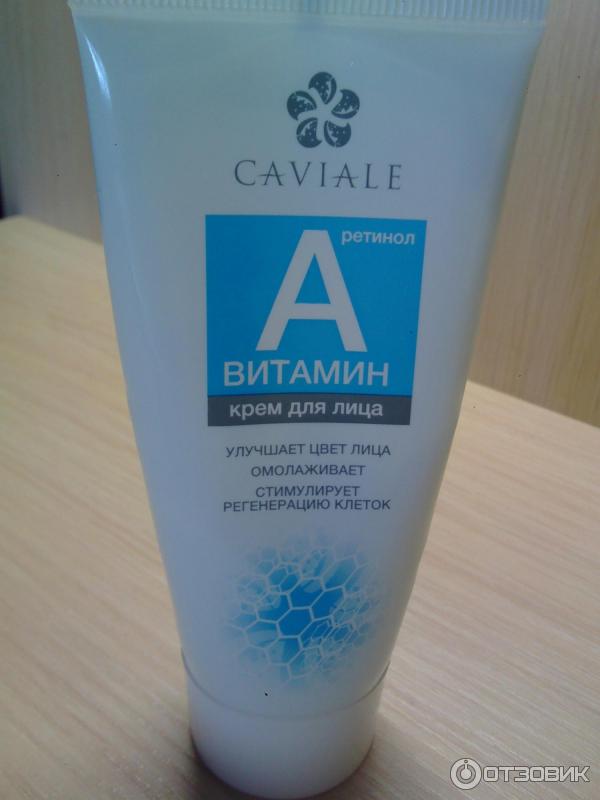 CAVIALE
ретинол
А
ВИТАМИН
крем для лица
УЛУЧШАЕТ ЦВЕТ ЛИЦА
ОМОЛАЖИВАЕТ
СТИМУЛИРУЕТ
РЕГЕНЕРАЦИЮ КЛЕТОК
ОТЗОВИК